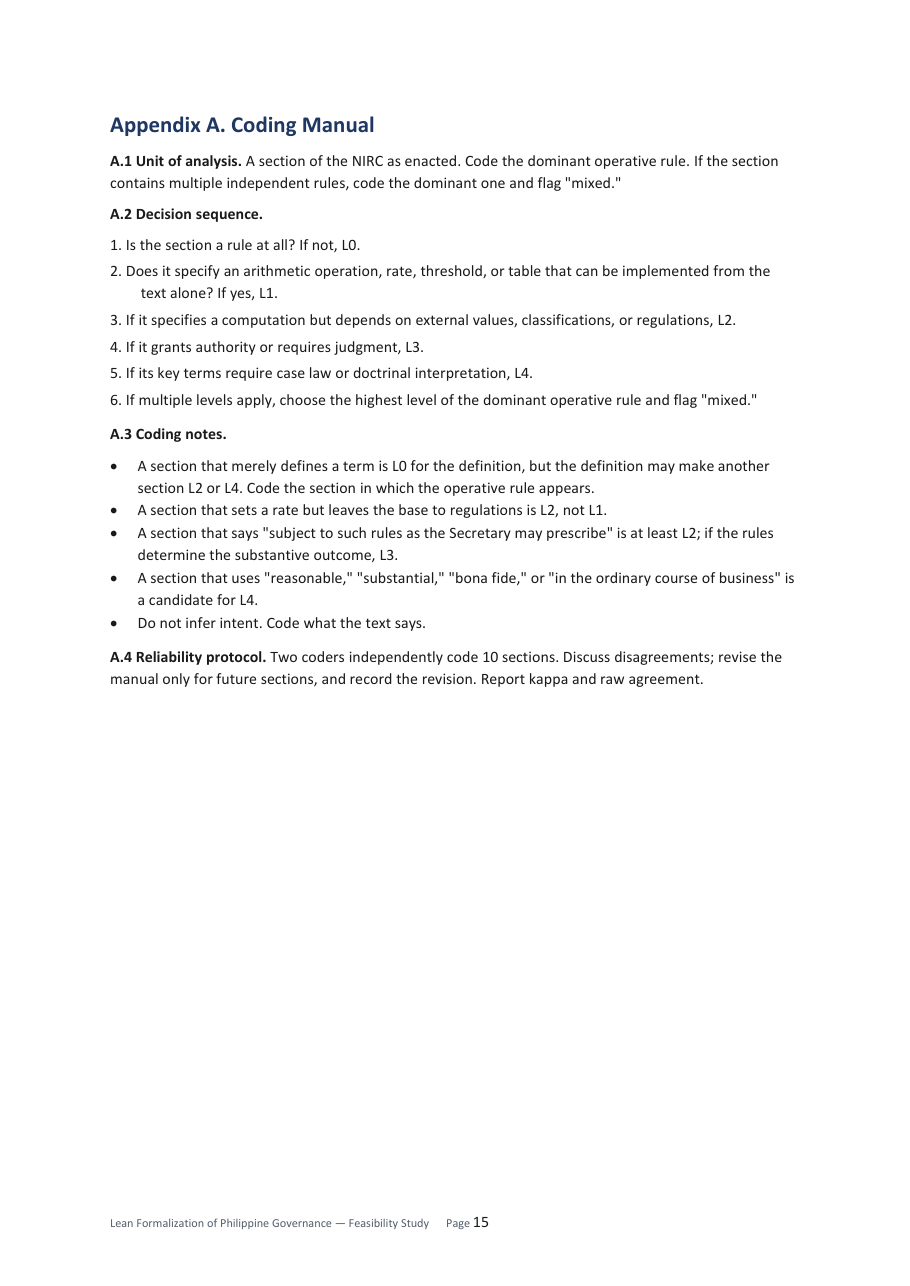 Appendix A. Coding Manual
A.1 Unit of analysis. A section of the NIRC as enacted. Code the dominant operative rule. If the section
contains multiple independent rules, code the dominant one and flag "mixed."
A.2 Decision sequence.
1. Is the section a rule at all? If not, L0.
2. Does it specify an arithmetic operation, rate, threshold, or table that can be implemented from the
text alone? If yes, L1.
3. If it specifies a computation but depends on external values, classifications, or regulations, L2.
4. If it grants authority or requires judgment, L3.
5. If its key terms require case law or doctrinal interpretation, L4.
6. If multiple levels apply, choose the highest level of the dominant operative rule and flag "mixed."
A.3 Coding notes.
• A section that merely defines a term is L0 for the definition, but the definition may make another
section L2 or L4. Code the section in which the operative rule appears.
• A section that sets a rate but leaves the base to regulations is L2, not L1.
• A section that says "subject to such rules as the Secretary may prescribe" is at least L2; if the rules
determine the substantive outcome, L3.
• A section that uses "reasonable," "substantial," "bona fide," or "in the ordinary course of business" is
a candidate for L4.
• Do not infer intent. Code what the text says.
A.4 Reliability protocol. Two coders independently code 10 sections. Discuss disagreements; revise the
manual only for future sections, and record the revision. Report kappa and raw agreement.
Lean Formalization of Philippine Governance — Feasibility Study Page 15